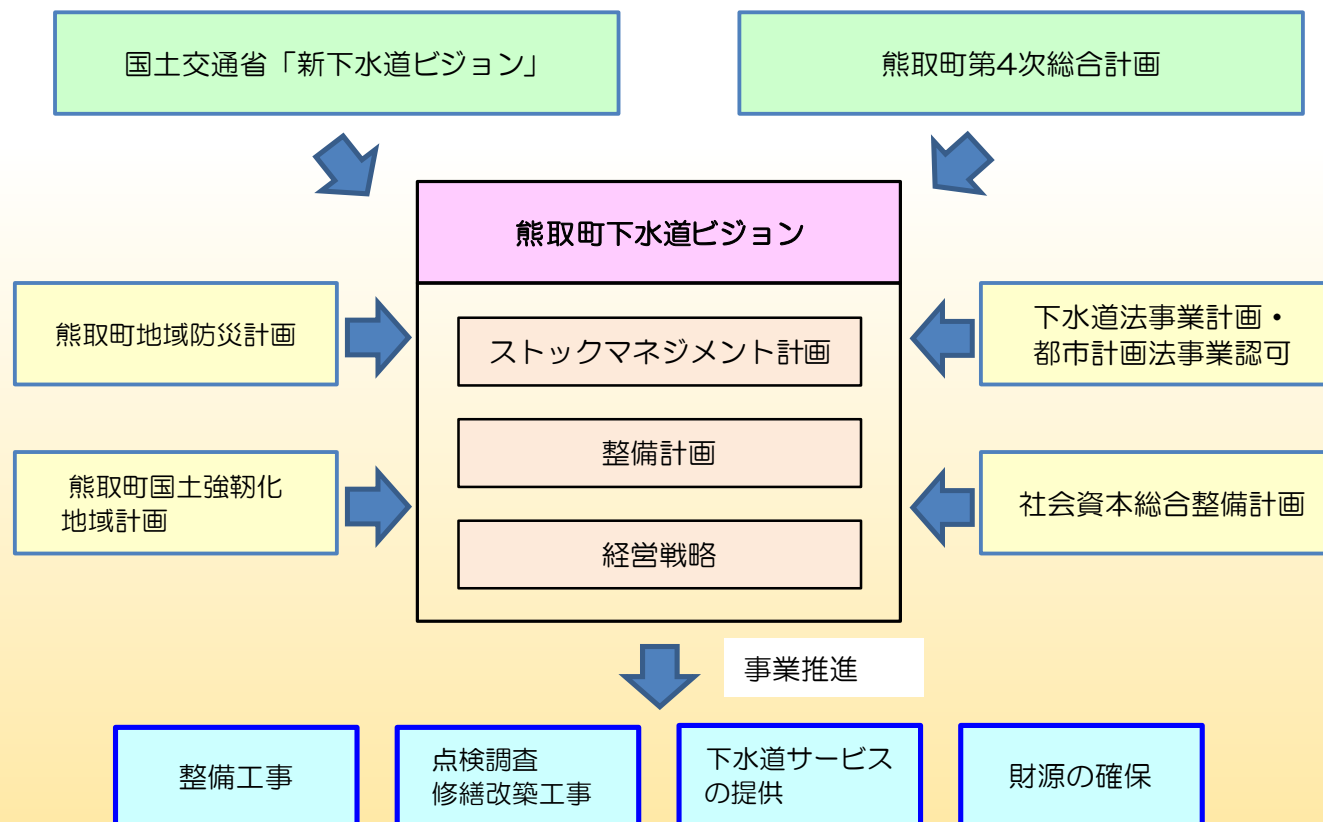 国土交通省「新下水道ビジョン」
熊取町第4次総合計画
熊取町下水道ビジョン
熊取町地域防災計画
ストックマネジメント計画
下水道法事業計画・
都市計画法事業認可
整備計画
熊取町国土強靭化
地域計画
社会資本総合整備計画
経営戦略
事業推進
整備工事
点検調査
修繕改築工事
下水道サービス
の提供
財源の確保